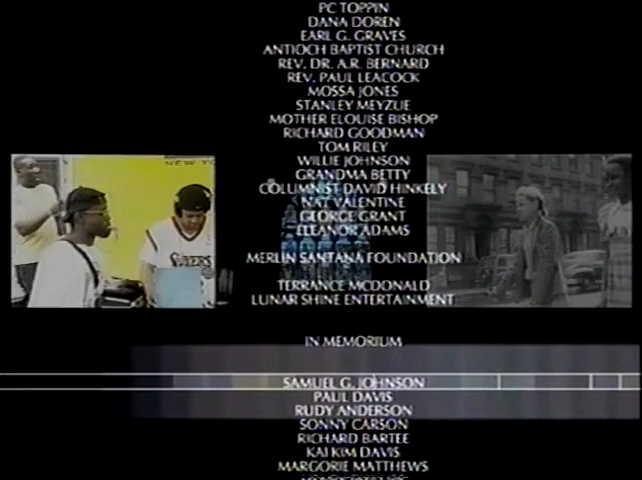 PC TOPPIN
DANA DOREN
EARL G. GRAVES
ANTIOCH BAPTIST CHURCH
REV. DR. A.R. BERNARD
REV. PAUL LEACOCK
MOSSA JONES
STANLEY MEYZUE
MOTHER ELOUISE BISHOP
RICHARD GOODMAN
TOM RILEY
WILLIE JOHNSON
NEW
GRANDMA BETTY
COLUMNIST DAVID HINKELY
NAT VALENTINE
GEORGE GRANT
ELEANOR ADAMS
MERLIN SANTANA FOUNDATION
TERRANCE MCDONALD
LUNAR SHINE ENTERTAINMENT
IN MEMORIUM
SAMUEL G. JOHNSON
PAUL DAVIS
RUDY ANDERSON
SONNY CARSON
RICHARD BARTEE
KAI KIM DAVIS
MARGORIE MATTHEWS